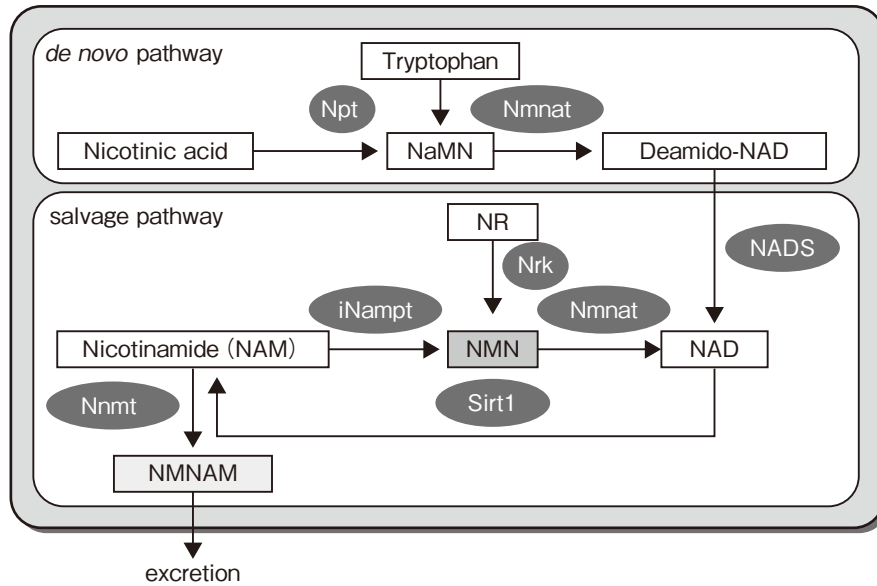 de novo pathway
Tryptophan
Npt
Nmnat
Nicotinic acid
NaMN
Deamido-NAD
salvage pathway
NR
NADS
Nrk
iNampt
Nmnat
Nicotinamide (NAM)
NMN
NAD
Nnmt
Sirt1
NMNAM
excretion